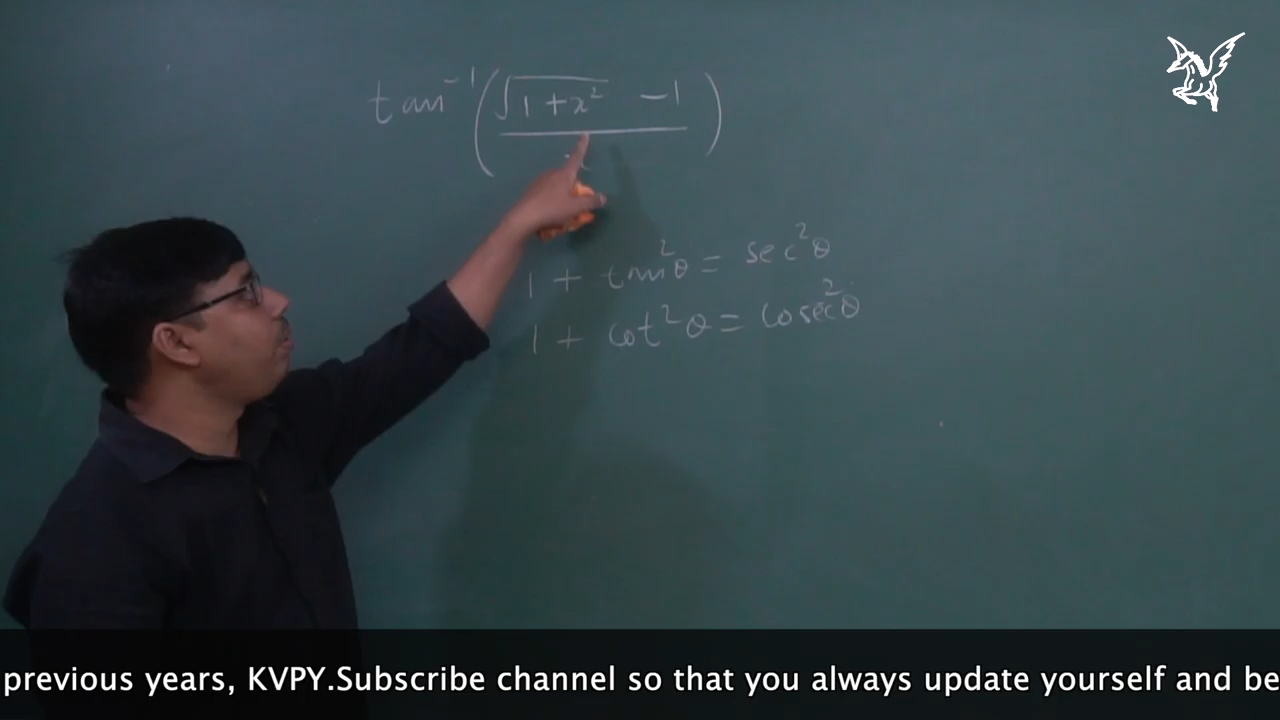 tan⁻¹(√(1+x²) −1 / x)
1 + tan²θ = sec²θ
1 + cot²θ = cosec²θ
previous years, KVPY.Subscribe channel so that you always update yourself and be